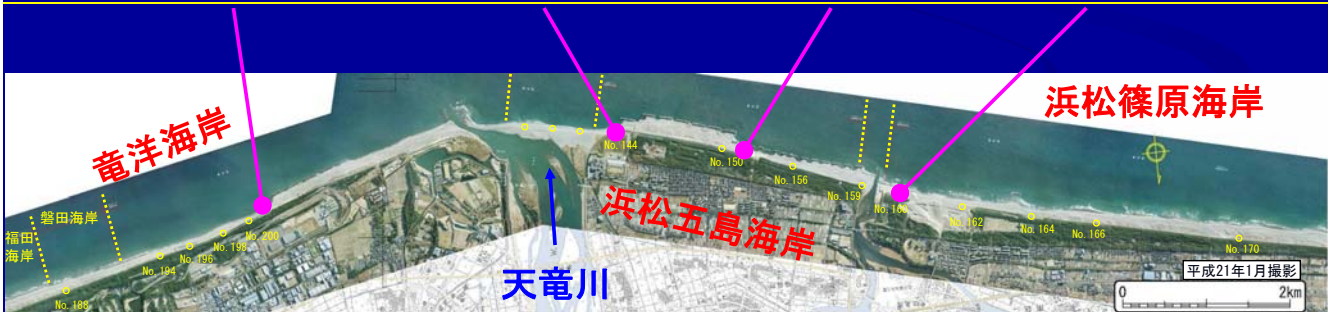 浜松篠原海岸
竜洋海岸
No. 144
No. 150
No. 156
No. 159
No. 162
No. 164
No. 166
No. 170
磐田海岸
福田
海岸
No. 200
No. 198
No. 196
No. 194
No. 188
浜松五島海岸
天竜川
平成21年1月撮影
0
2km